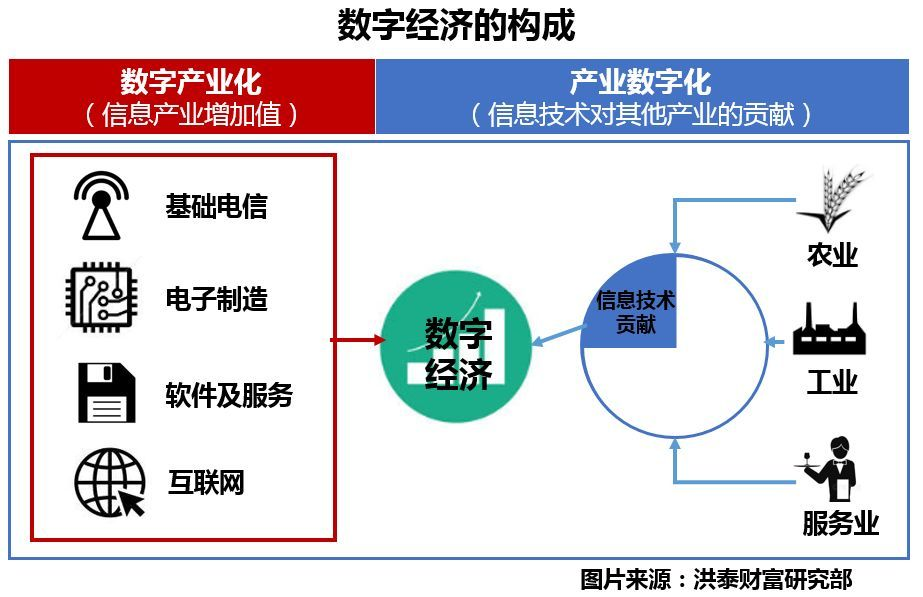 数字经济的构成
数字产业化
（信息产业增加值）
产业数字化
（信息技术对其他产业的贡献）
基础电信
电子制造
软件及服务
互联网
数字
经济
信息技术
贡献
农业
工业
服务业
图片来源：洪泰财富研究部